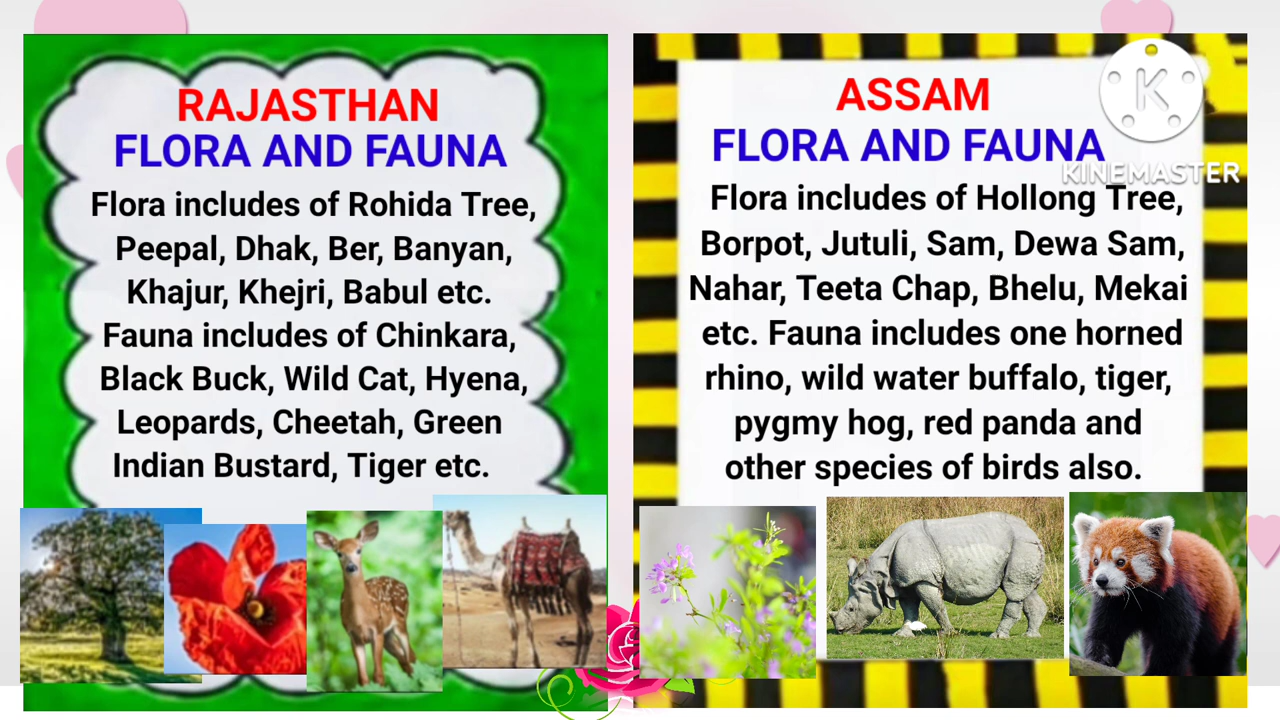 RAJASTHAN
FLORA AND FAUNA
Flora includes of Rohida Tree,
Peepal, Dhak, Ber, Banyan,
Khajur, Khejri, Babul etc.
Fauna includes of Chinkara,
Black Buck, Wild Cat, Hyena,
Leopards, Cheetah, Green
Indian Bustard, Tiger etc.
ASSAM
FLORA AND FAUNA
Flora includes of Hollong Tree,
Borpot, Jutuli, Sam, Dewa Sam,
Nahar, Teeta Chap, Bhelu, Mekai
etc. Fauna includes one horned
rhino, wild water buffalo, tiger,
pygmy hog, red panda and
other species of birds also.
K
KINEMASTER